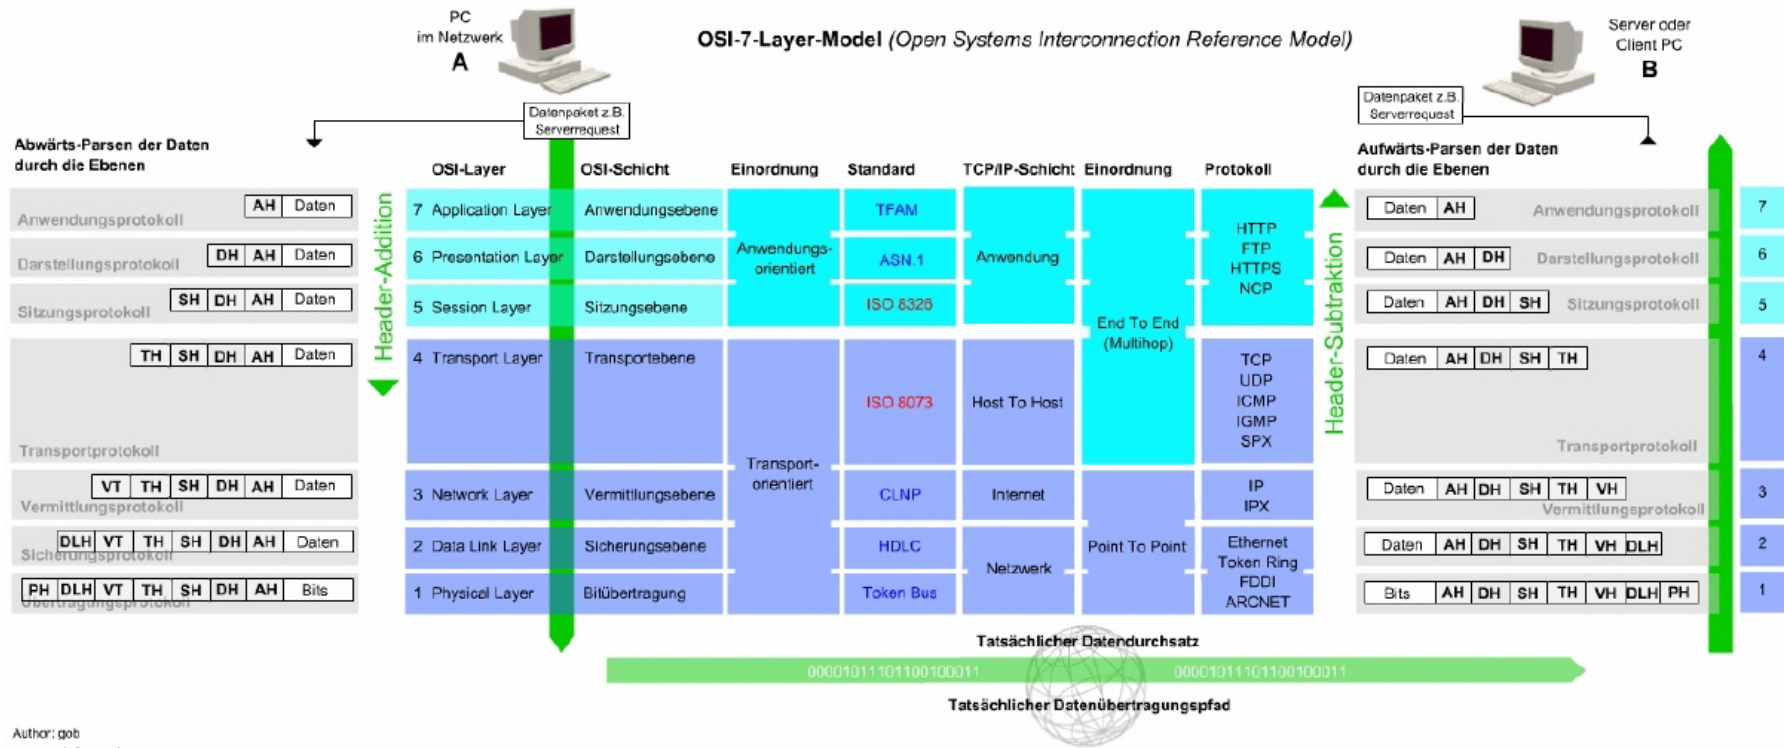 PC
im Netzwerk
A
OSI-7-Layer-Model (Open Systems Interconnection Reference Model)
Server oder
Client PC
B
Datenpaket z.B.
Serverrequest
Datenpaket z.B.
Serverrequest
Abwärts-Parsen der Daten
durch die Ebenen
Aufwärts-Parsen der Daten
durch die Ebenen
OSI-Layer OSI-Schicht Einordnung Standard TCP/IP-Schicht Einordnung Protokoll
AH Daten
Anwendungsprotokoll
DH AH Daten
Darstellungsprotokoll
SH DH AH Daten
Sitzungsprotokoll
TH SH DH AH Daten
Transportprotokoll
VT TH SH DH AH Daten
Vermittlungsprotokoll
DLH VT TH SH DH AH Daten
Sicherungsprotokoll
PH DLH VT TH SH DH AH Bits
Übertragungsprotokoll
Header-Addition
7 Application Layer Anwendungsebene
6 Presentation Layer Darstellungsebene
5 Session Layer Sitzungsebene
4 Transport Layer Transportebene
3 Network Layer Vermittlungsebene
2 Data Link Layer Sicherungsebene
1 Physical Layer Bitübertragung
Anwendungs-
orientiert
Transport-
orientiert
TFAM
ASN.1
ISO 8326
ISO 8073
CLNP
HDLC
Token Bus
Anwendung
Host To Host
Internet
Netzwerk
End To End
(Multihop)
Point To Point
HTTP
FTP
HTTPS
NCP
TCP
UDP
ICMP
IGMP
SPX
IP
IPX
Ethernet
Token Ring
FDDI
ARCNET
Header-Subtraktion
Daten AH Anwendungsprotokoll 7
Daten AH DH Darstellungsprotokoll 6
Daten AH DH SH Sitzungsprotokoll 5
Daten AH DH SH TH 4
Transportprotokoll
Daten AH DH SH TH VH 3
Vermittlungsprotokoll
Daten AH DH SH TH VH DLH 2
Bits AH DH SH TH VH DLH PH 1
Tatsächlicher Datendurchsatz
00001011101100100011 00001011101100100011
Tatsächlicher Datenübertragungspfad
Author: gob